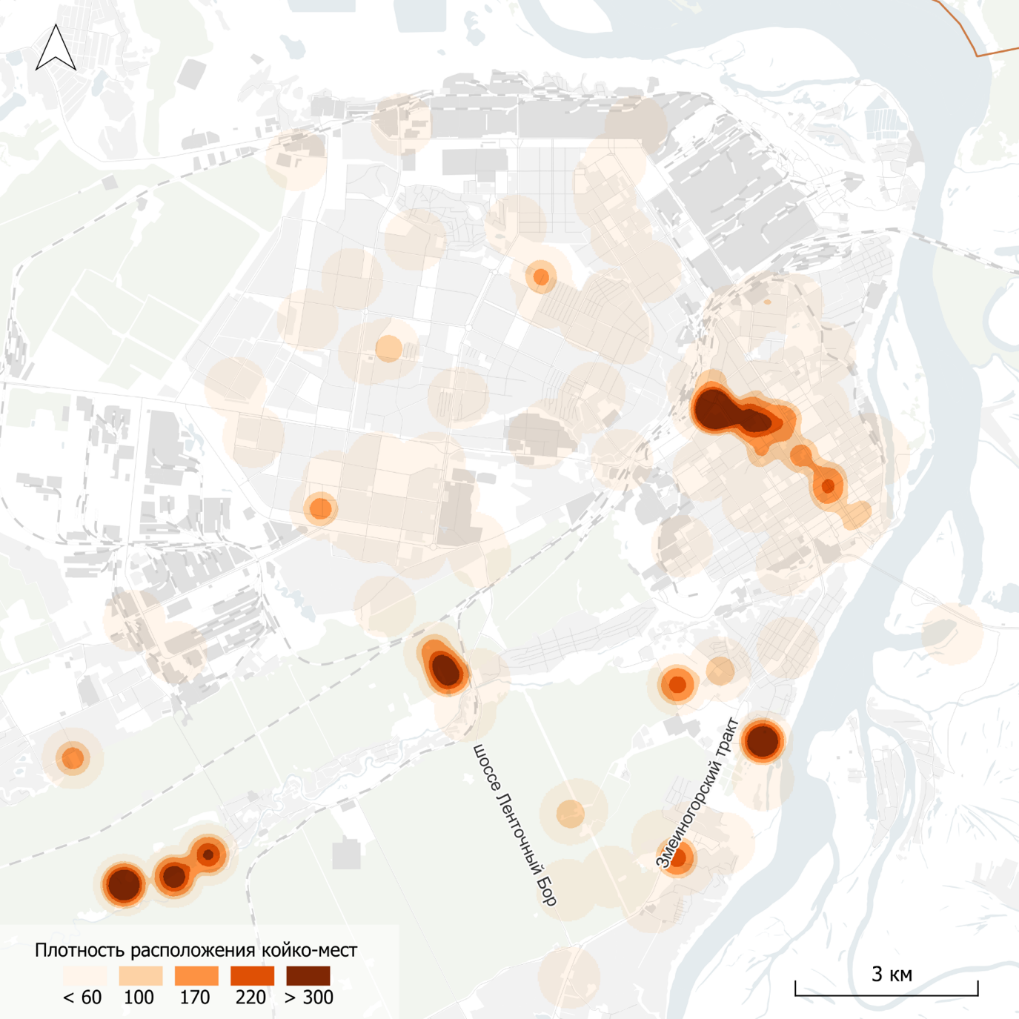 Змеиногорский тракт
шоссе Ленточный Бор
Плотность расположения койко-мест
< 60 100 170 220 > 300
3 км